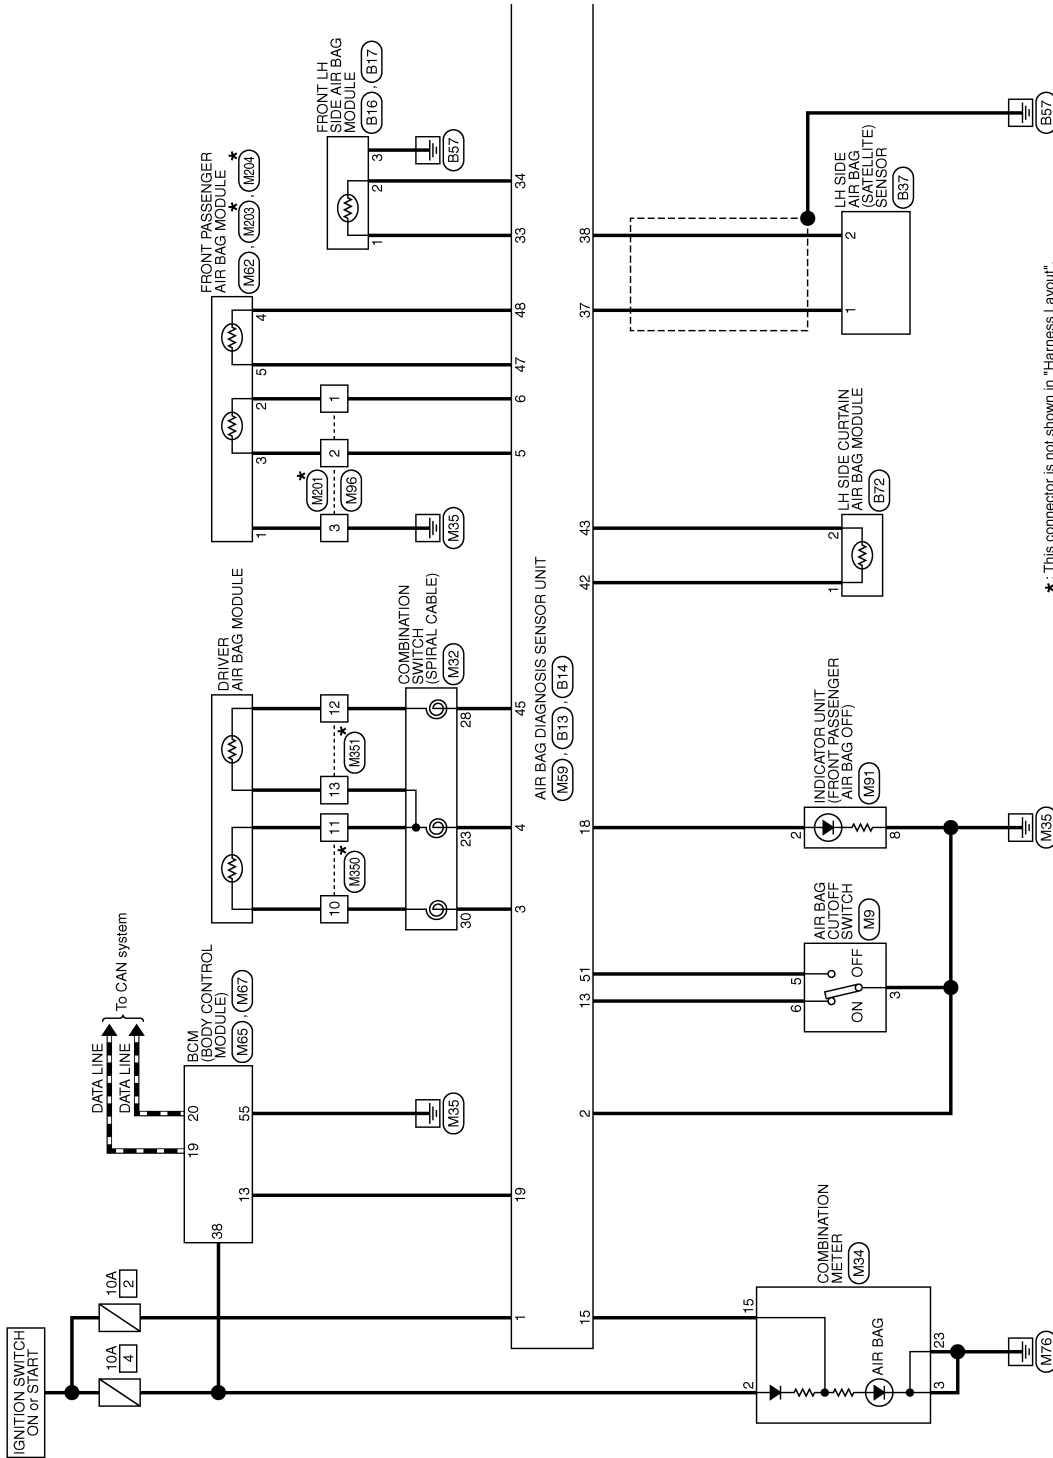 IGNITION SWITCH
ON or START
10A
4
10A
2
DATA LINE
DATA LINE
To CAN system
19
20
38
13
55
BCM
(BODY CONTROL
MODULE)
M65 , M67
M35
DRIVER
AIR BAG MODULE
10
11
13
12
* M350
* M351
COMBINATION
SWITCH
(SPIRAL CABLE)
M32
30
23
28
FRONT PASSENGER
AIR BAG MODULE
M62 , * M203 , * M204
1
3
2
5
4
3
2
1
* M201
M96
M35
FRONT LH
SIDE AIR BAG
MODULE
B16 , B17
1
2
3
B57
1
19
3
4
45
5
6
47
48
33
34
AIR BAG DIAGNOSIS SENSOR UNIT
M59 , B13 , B14
15
2
13
51
18
42
43
37
38
COMBINATION
METER
M34
2
15
AIR BAG
3
23
M76
AIR BAG
CUTOFF
SWITCH
M9
6
5
ON
OFF
3
INDICATOR UNIT
(FRONT PASSENGER
AIR BAG OFF)
M91
2
8
M35
LH SIDE CURTAIN
AIR BAG MODULE
B72
1
2
LH SIDE
AIR BAG
(SATELLITE)
SENSOR
B37
1
2
B57
* : This connector is not shown in "Harness Layout".